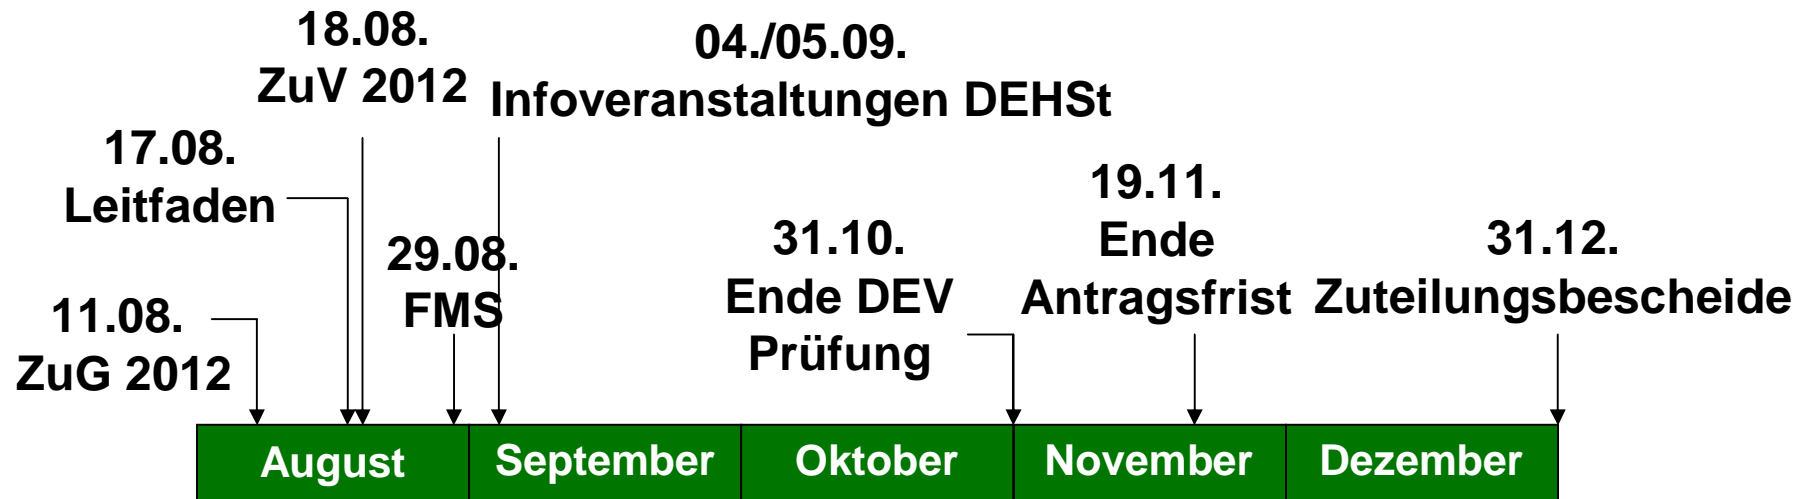 18.08.
ZuV 2012
04./05.09.
Infoveranstaltungen DEHSt
17.08.
Leitfaden
29.08.
FMS
11.08.
ZuG 2012
31.10.
Ende DEV
Prüfung
19.11.
Ende
Antragsfrist
31.12.
Zuteilungsbescheide
August
September
Oktober
November
Dezember